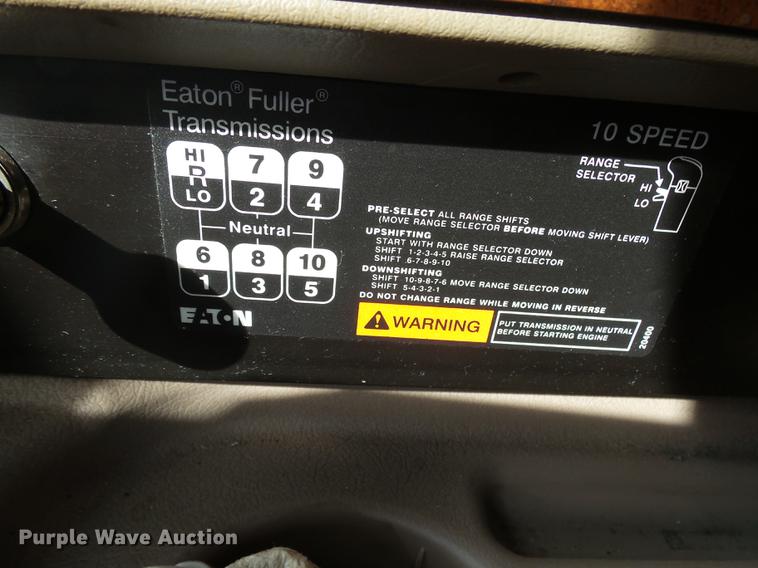 Eaton® Fuller®
Transmissions
10 SPEED
HI 7 9
R
LO 2 4
Neutral
6 8 10
1 3 5
EATON
RANGE
SELECTOR
HI
LO
PRE-SELECT ALL RANGE SHIFTS
(MOVE RANGE SELECTOR BEFORE MOVING SHIFT LEVER)
UPSHIFTING
START WITH RANGE SELECTOR DOWN
SHIFT 1-2-3-4-5 RAISE RANGE SELECTOR
SHIFT 6-7-8-9-10
DOWNSHIFTING
SHIFT 10-9-8-7-6 MOVE RANGE SELECTOR DOWN
SHIFT 5-4-3-2-1
DO NOT CHANGE RANGE WHILE MOVING IN REVERSE
WARNING
PUT TRANSMISSION IN NEUTRAL
BEFORE STARTING ENGINE
20400
Purple Wave Auction